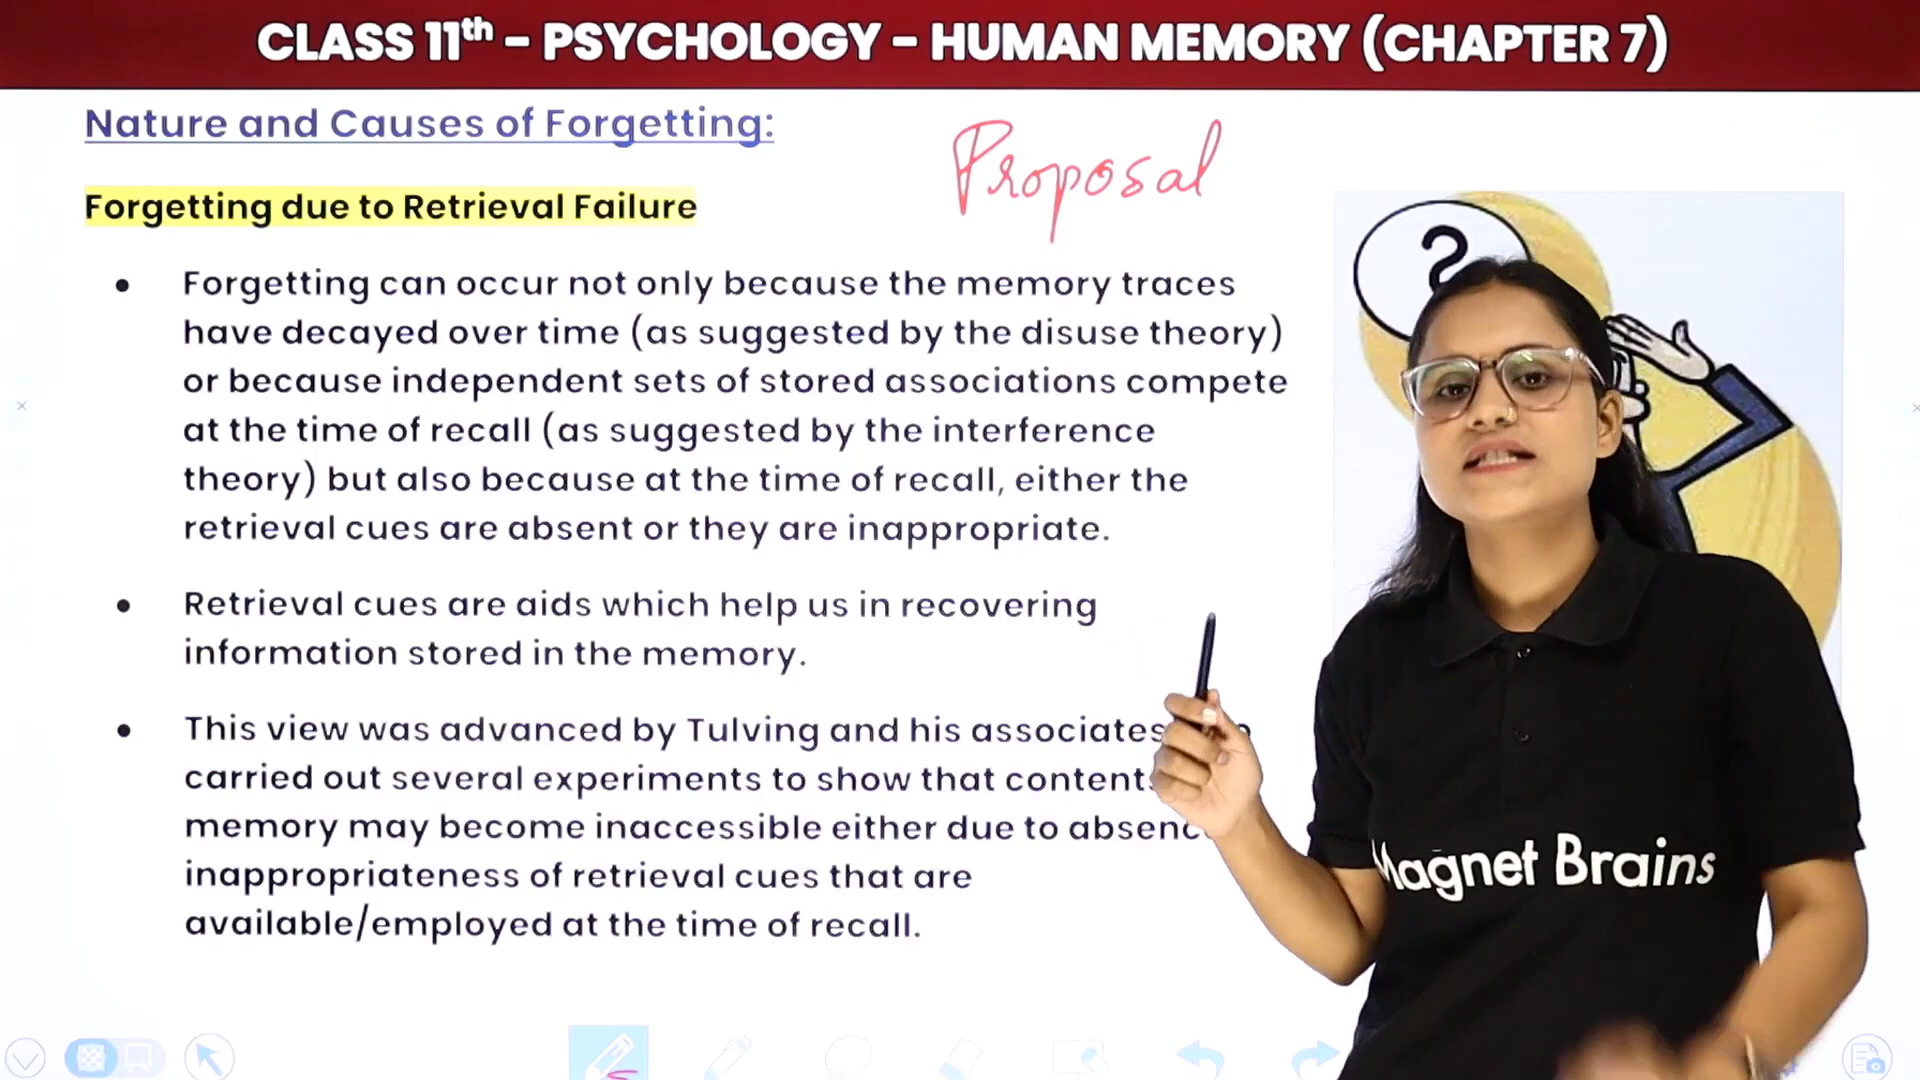 CLASS 11th - PSYCHOLOGY - HUMAN MEMORY (CHAPTER 7)
Nature and Causes of Forgetting:
Proposal
Forgetting due to Retrieval Failure
?
• Forgetting can occur not only because the memory traces
have decayed over time (as suggested by the disuse theory)
or because independent sets of stored associations compete
at the time of recall (as suggested by the interference
theory) but also because at the time of recall, either the
retrieval cues are absent or they are inappropriate.
• Retrieval cues are aids which help us in recovering
information stored in the memory.
• This view was advanced by Tulving and his associates
carried out several experiments to show that
memory may become inaccessible either due to
inappropriateness of retrieval cues that are
available/employed at the time of recall.
Magnet Brains